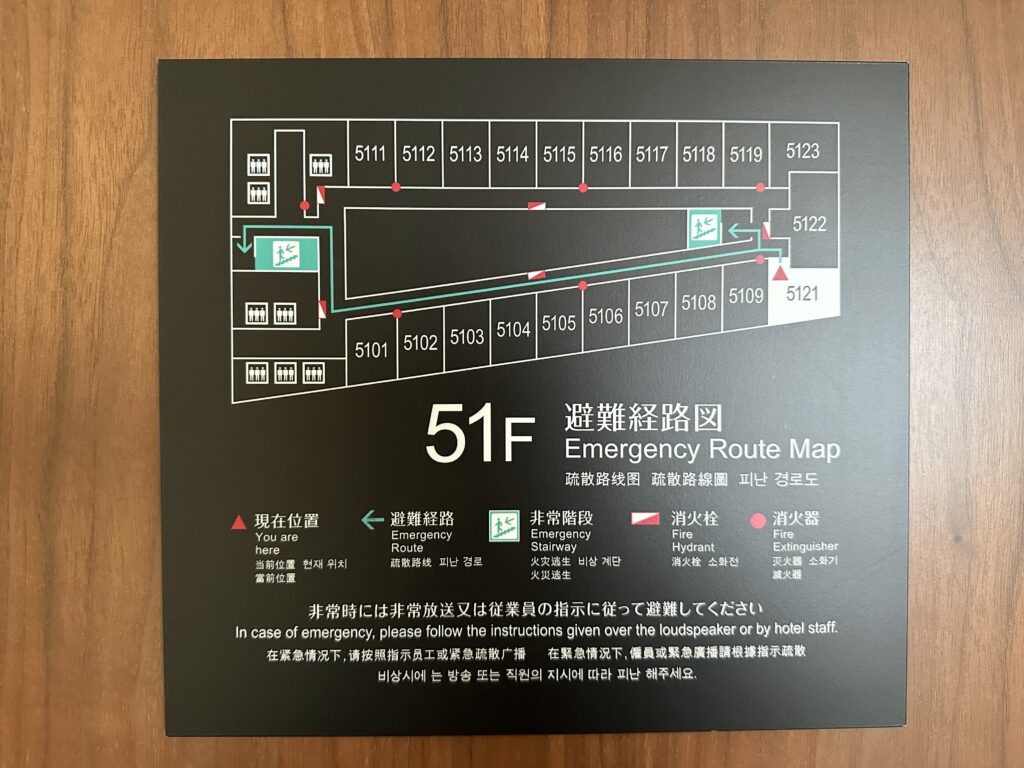 5111 5112 5113 5114 5115 5116 5117 5118 5119 5123
5122
5121
5101 5102 5103 5104 5105 5106 5107 5108 5109
51F
避難経路図
Emergency Route Map
疏散路线图 疏散路線圖 피난 경로도
現在位置
You are
here
当前位置 현재 위치
當前位置
避難経路
Emergency
Route
疏散路线 피난 경로
非常階段
Emergency
Stairway
火灾逃生 비상 계단
火災逃生
消火栓
Fire
Hydrant
消火栓 소화전
消火器
Fire
Extinguisher
灭火器 소화기
滅火器
非常時には非常放送又は従業員の指示に従って避難してください
In case of emergency, please follow the instructions given over the loudspeaker or by hotel staff.
在紧急情况下,请按照指示员工或紧急疏散广播 在緊急情況下,僱員或緊急廣播請根據指示疏散
비상시에 는 방송 또는 직원의 지시에 따라 피난 해주세요.